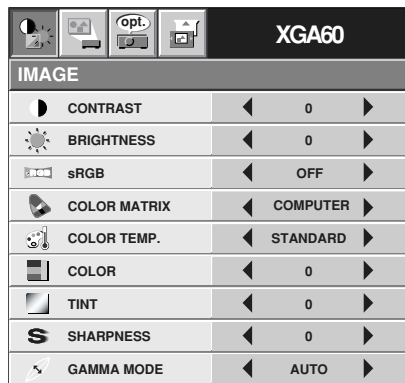 opt. XGA60
IMAGE
CONTRAST 0
BRIGHTNESS 0
sRGB OFF
COLOR MATRIX COMPUTER
COLOR TEMP. STANDARD
COLOR 0
TINT 0
S SHARPNESS 0
GAMMA MODE AUTO